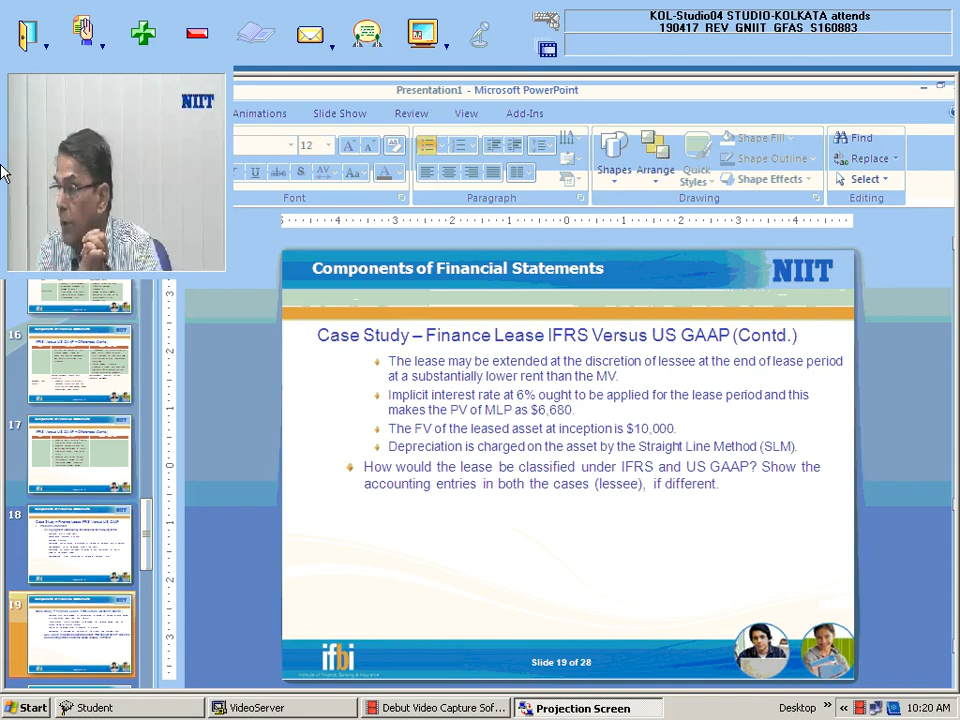 KOL-Studio04 STUDIO-KOLKATA attends
190417_REV_GNIIT_GFAS_S160883
NIIT
Presentation1 - Microsoft PowerPoint
Animations Slide Show Review View Add-Ins
12
Aa
Shapes Arrange Quick Styles
Shape Fill
Shape Outline
Shape Effects
Find
Replace
Select
Font Paragraph Drawing Editing
Components of Financial Statements NIIT
Case Study – Finance Lease IFRS Versus US GAAP (Contd.)
The lease may be extended at the discretion of lessee at the end of lease period
at a substantially lower rent than the MV.
Implicit interest rate at 6% ought to be applied for the lease period and this
makes the PV of MLP as $6,680.
The FV of the leased asset at inception is $10,000.
Depreciation is charged on the asset by the Straight Line Method (SLM).
How would the lease be classified under IFRS and US GAAP? Show the
accounting entries in both the cases (lessee), if different.
ifbi
Institute of Finance, Banking & Insurance
Slide 19 of 28
16
17
18
19
Start Student VideoServer Debut Video Capture Sof... Projection Screen Desktop 10:20 AM